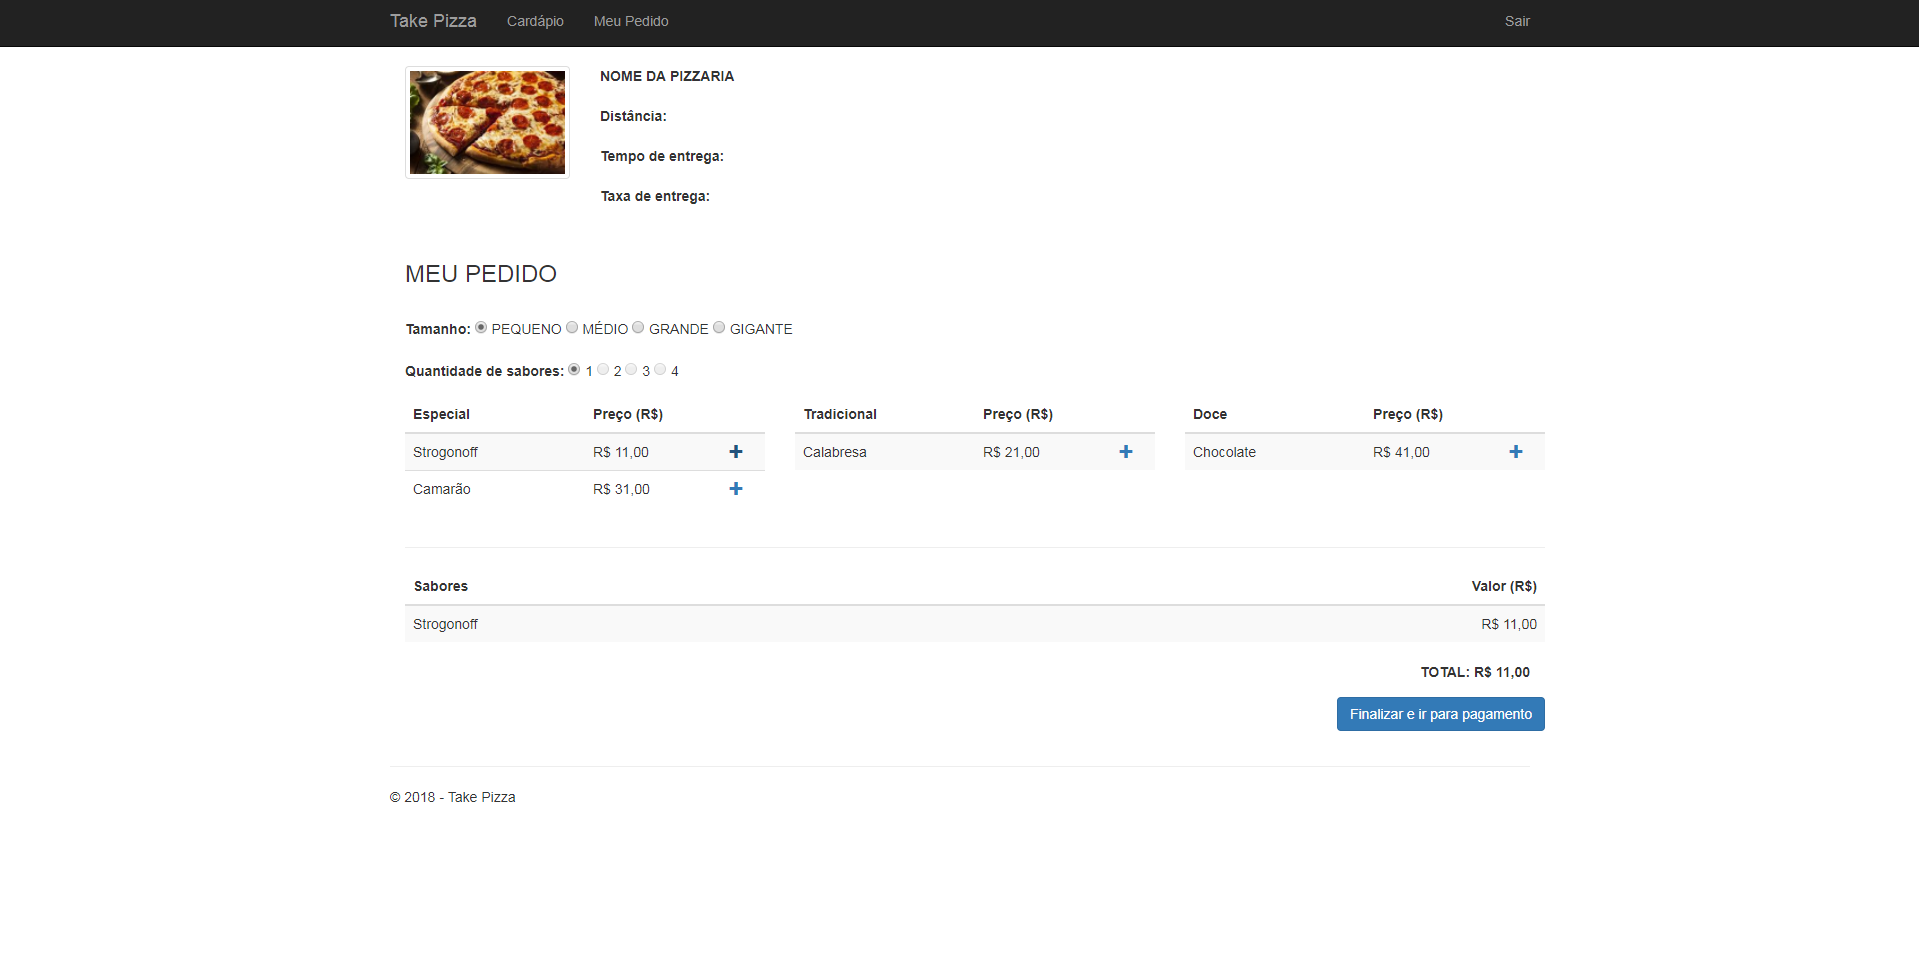 Take Pizza Cardápio Meu Pedido Sair
NOME DA PIZZARIA
Distância:
Tempo de entrega:
Taxa de entrega:
MEU PEDIDO
Tamanho: PEQUENO MÉDIO GRANDE GIGANTE
Quantidade de sabores: 1 2 3 4
Especial Preço (R$) Tradicional Preço (R$) Doce Preço (R$)
Strogonoff R$ 11,00 Calabresa R$ 21,00 Chocolate R$ 41,00
Camarão R$ 31,00
Sabores Valor (R$)
Strogonoff R$ 11,00
TOTAL: R$ 11,00
Finalizar e ir para pagamento
© 2018 - Take Pizza